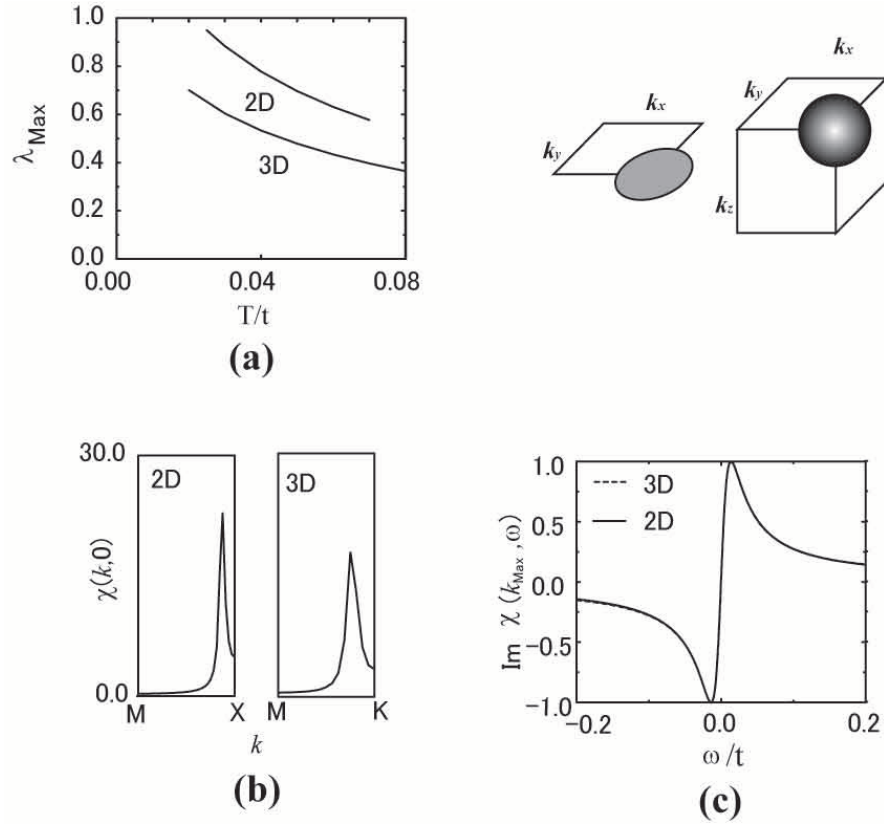 1.0
0.8
0.6
0.4
0.2
0.0
λMax
2D
3D
0.00
0.04
0.08
T/t
(a)
kx
ky
kx
ky
kz
30.0
0.0
χ(k,0)
2D
3D
M
X
M
K
k
(b)
1.0
0.5
0.0
-0.5
-1.0
Im χ (kMax,ω)
3D
2D
-0.2
0.0
0.2
ω/t
(c)